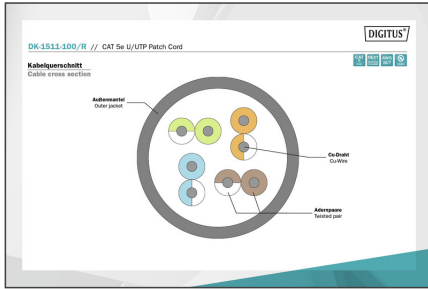 DIGITUS®
DK-1511-100/R // CAT 5e U/UTP Patch Cord
Kabelquerschnitt
Cable cross section
Außenmantel
Outer jacket
Cu-Draht
Cu-Wire
Adernpaare
Twisted pair